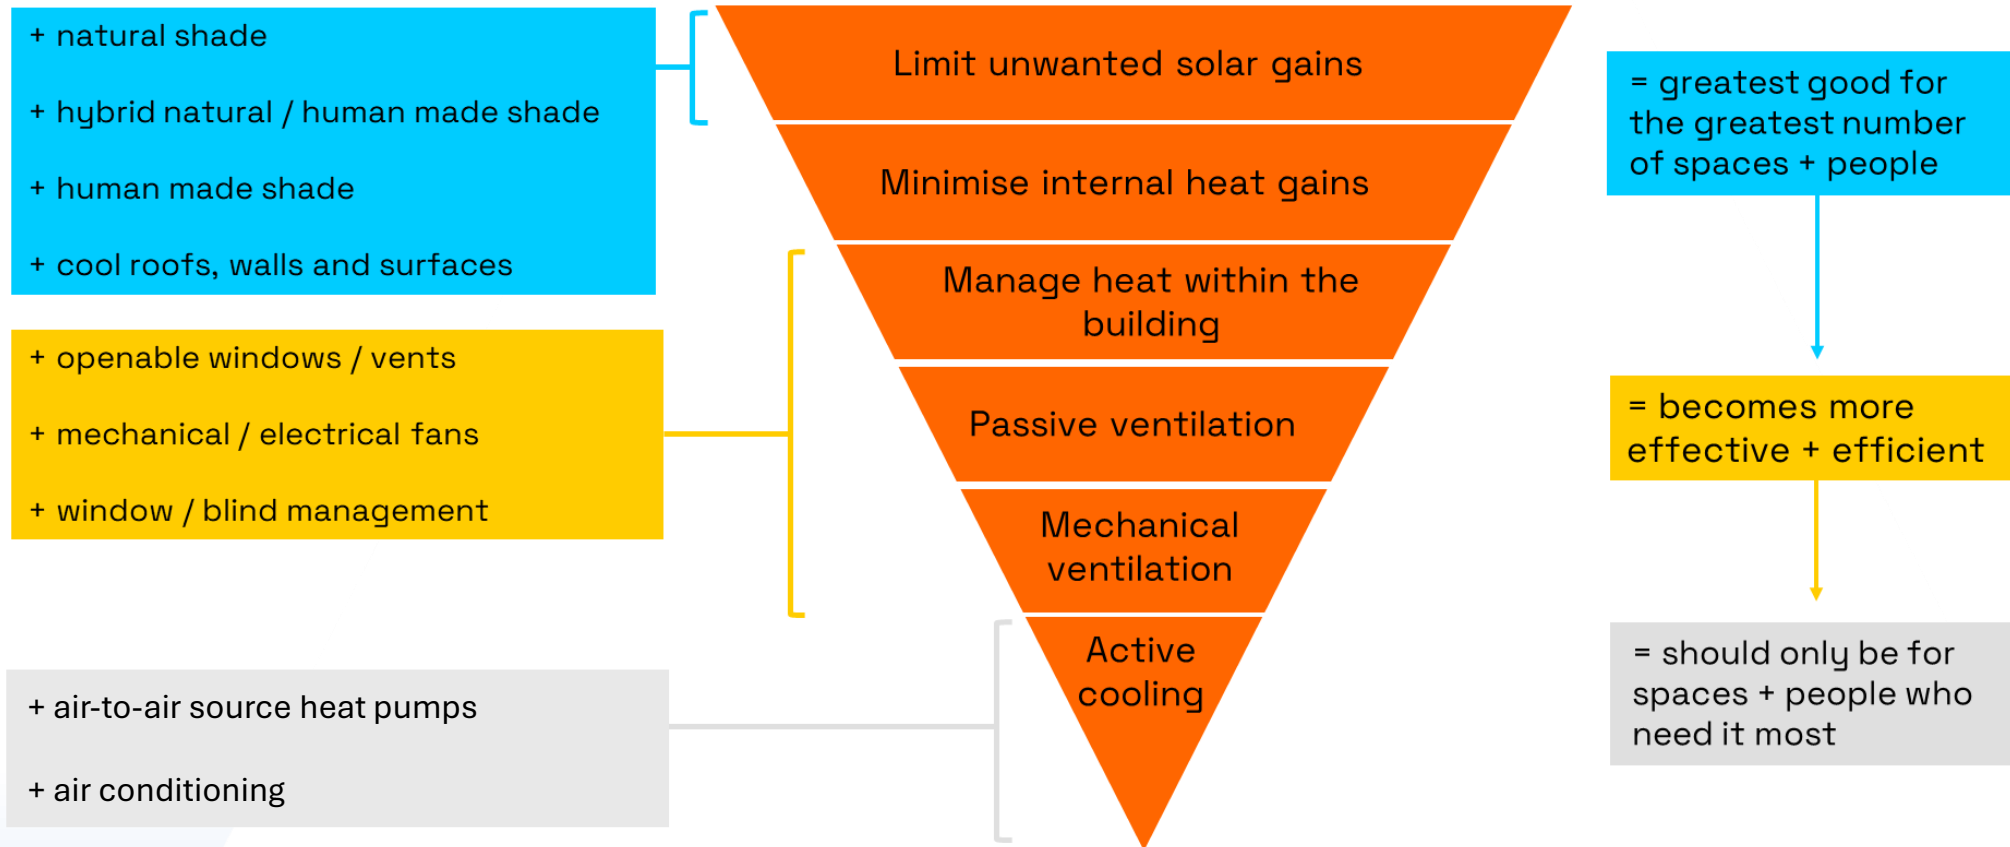 + natural shade
+ hybrid natural / human made shade
+ human made shade
+ cool roofs, walls and surfaces
+ openable windows / vents
+ mechanical / electrical fans
+ window / blind management
+ air-to-air source heat pumps
+ air conditioning
Limit unwanted solar gains
Minimise internal heat gains
Manage heat within the
building
Passive ventilation
Mechanical
ventilation
Active
cooling
= greatest good for
the greatest number
of spaces + people
= becomes more
effective + efficient
= should only be for
spaces + people who
need it most